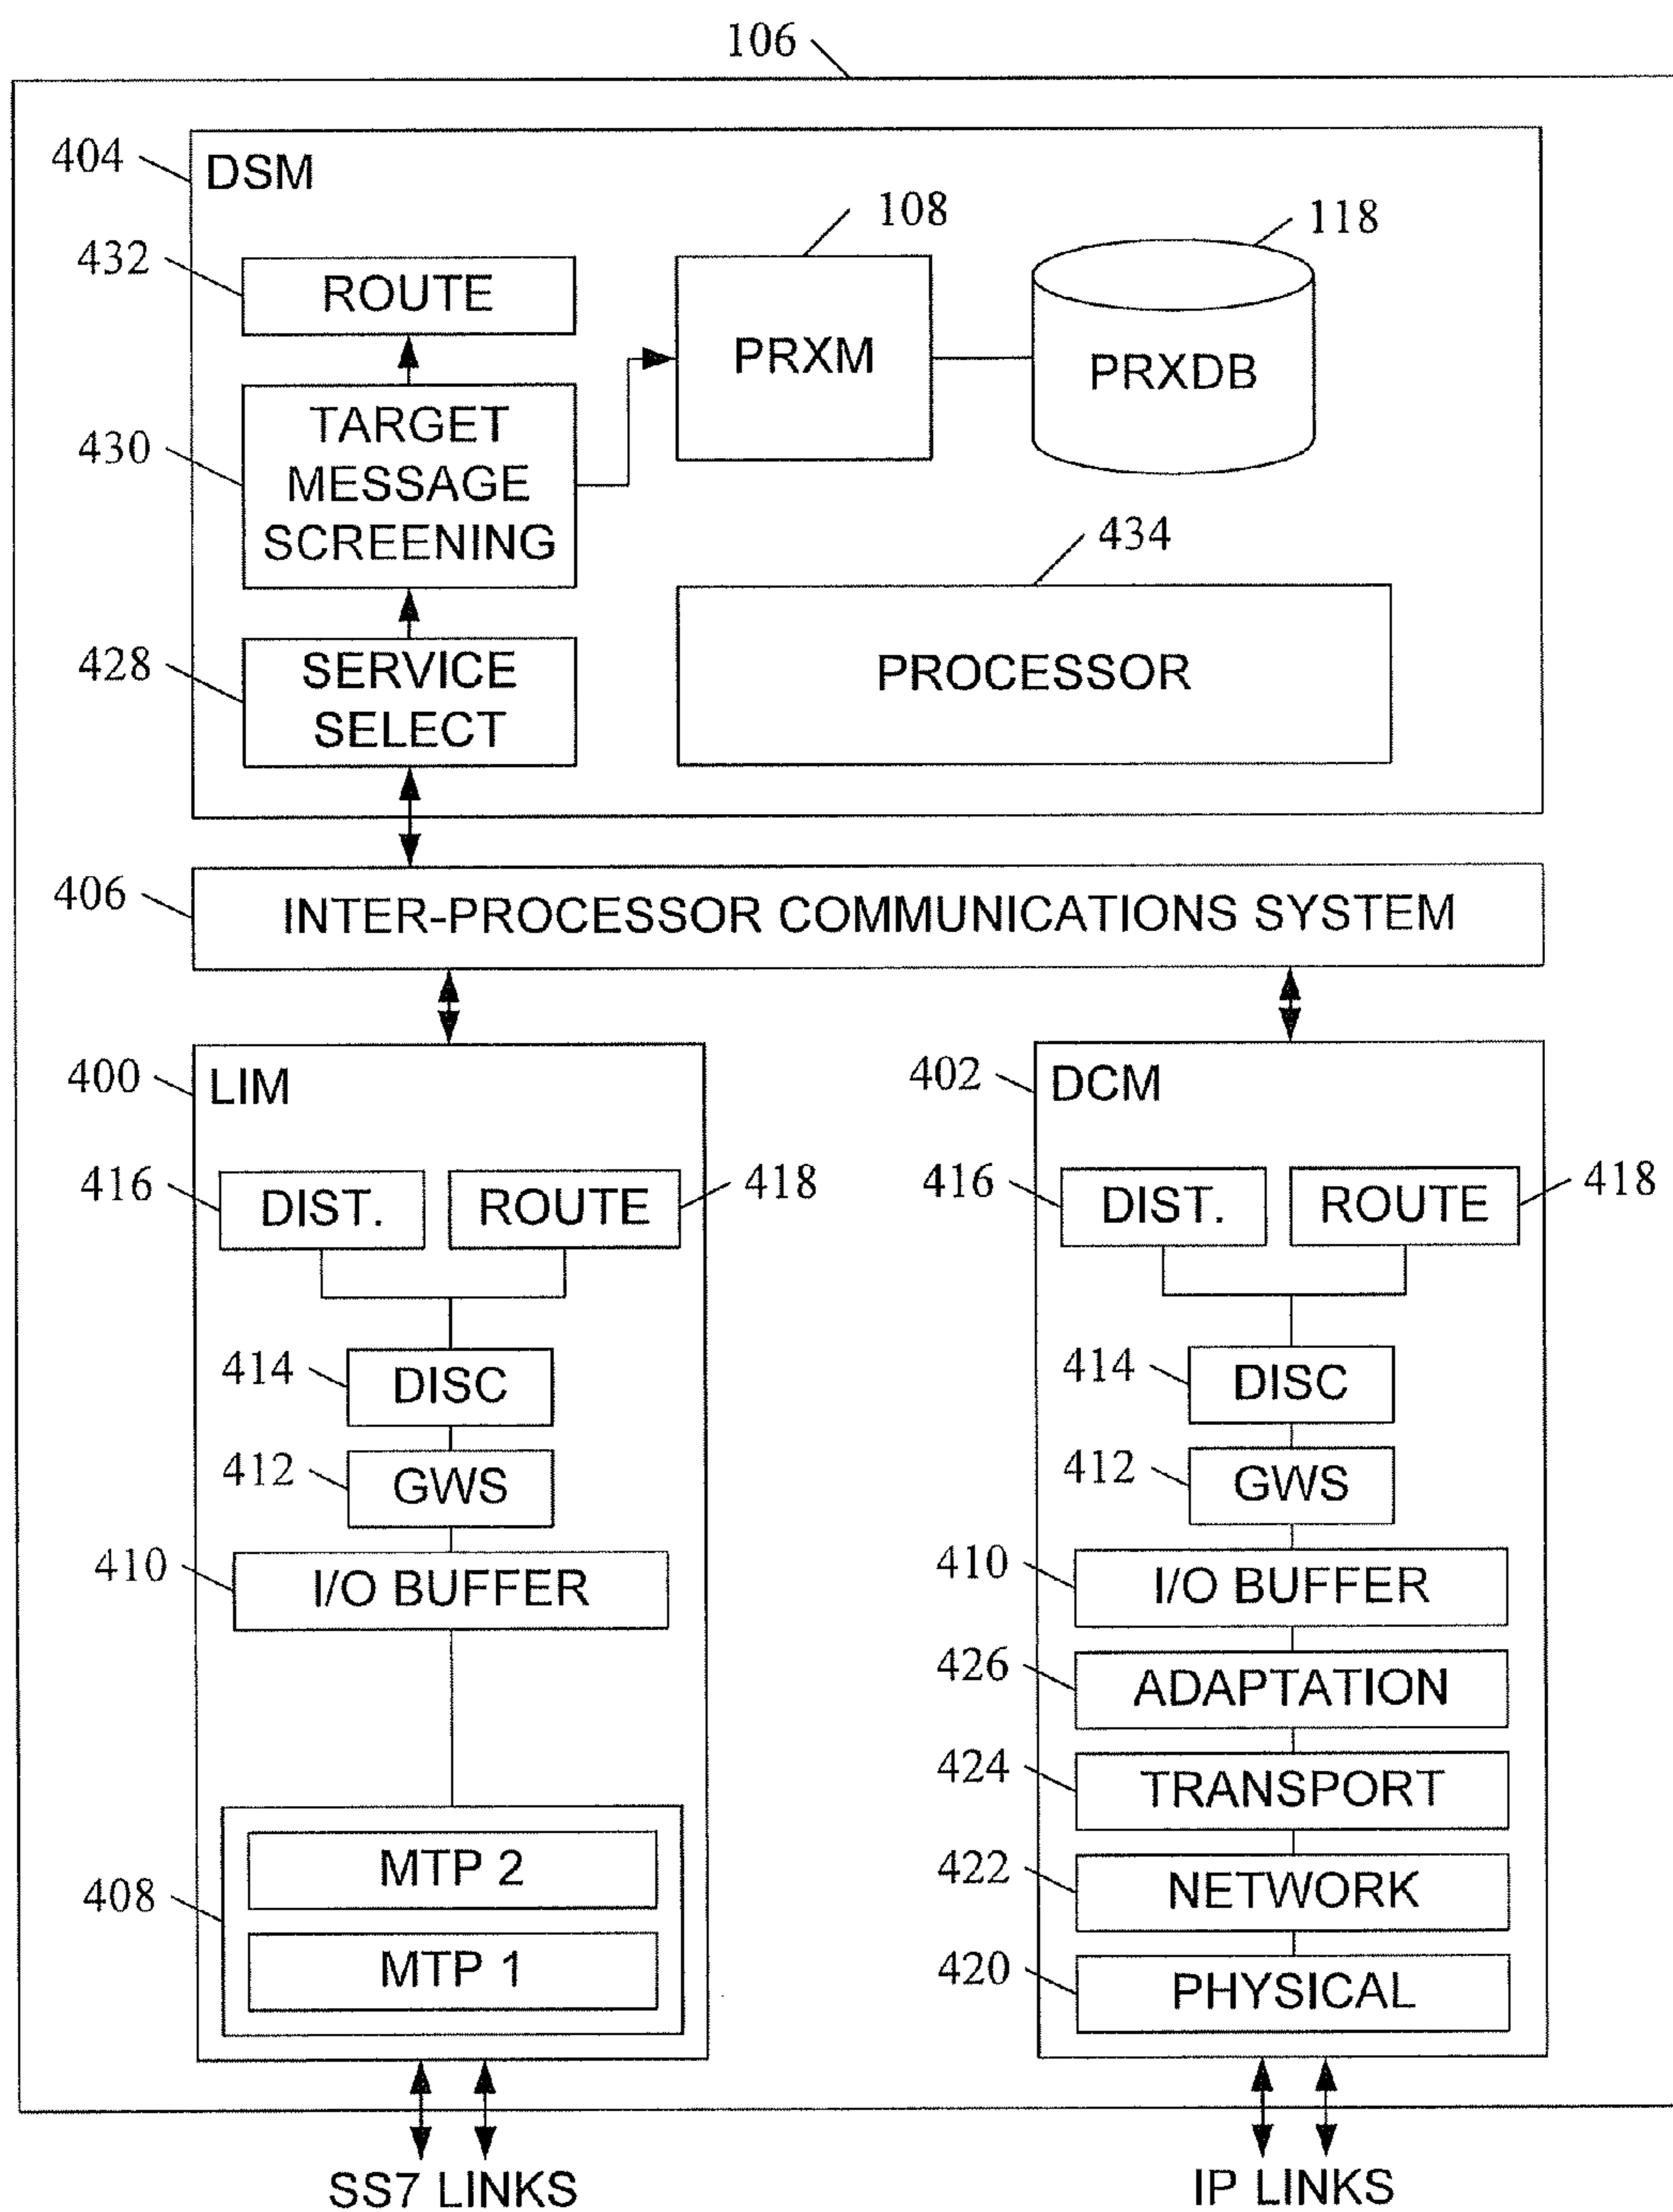 106
404
DSM
108
118
432
ROUTE
PRXM
PRXDB
430
TARGET
MESSAGE
SCREENING
434
428
SERVICE
SELECT
PROCESSOR
406
INTER-PROCESSOR COMMUNICATIONS SYSTEM
400
LIM
416
DIST.
ROUTE
418
414
DISC
412
GWS
410
I/O BUFFER
408
MTP 2
MTP 1
SS7 LINKS
402
DCM
416
DIST.
ROUTE
418
414
DISC
412
GWS
410
I/O BUFFER
426
ADAPTATION
424
TRANSPORT
422
NETWORK
420
PHYSICAL
IP LINKS